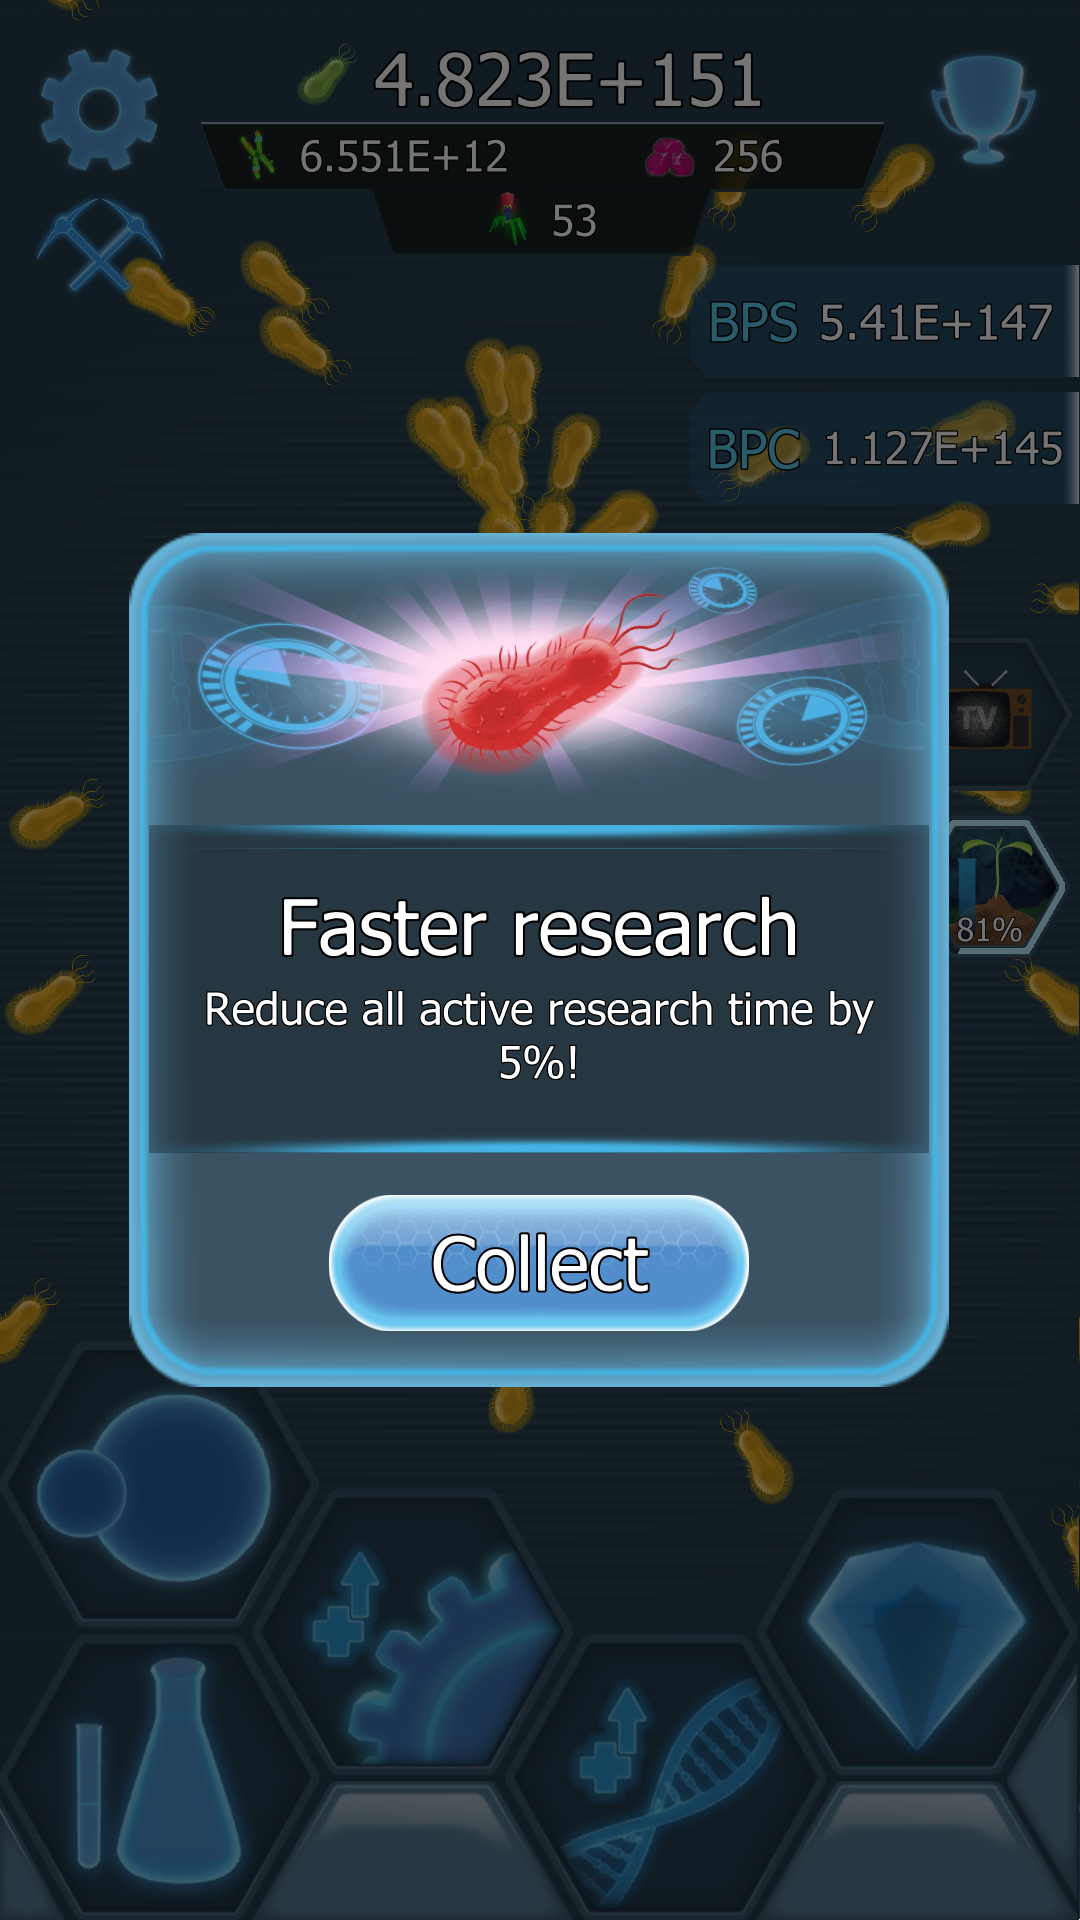 4.823E+151
6.551E+12
256
53
BPS 5.41E+147
BPC 1.127E+145
TV
81%
Faster research
Reduce all active research time by
5%!
Collect